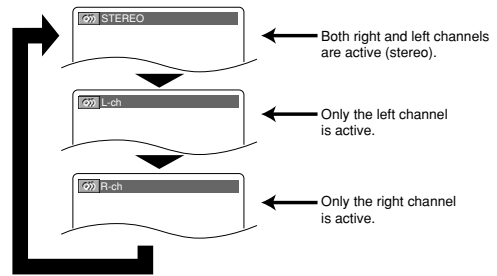 STEREO
Both right and left channels
are active (stereo).
L-ch
Only the left channel
is active.
R-ch
Only the right channel
is active.